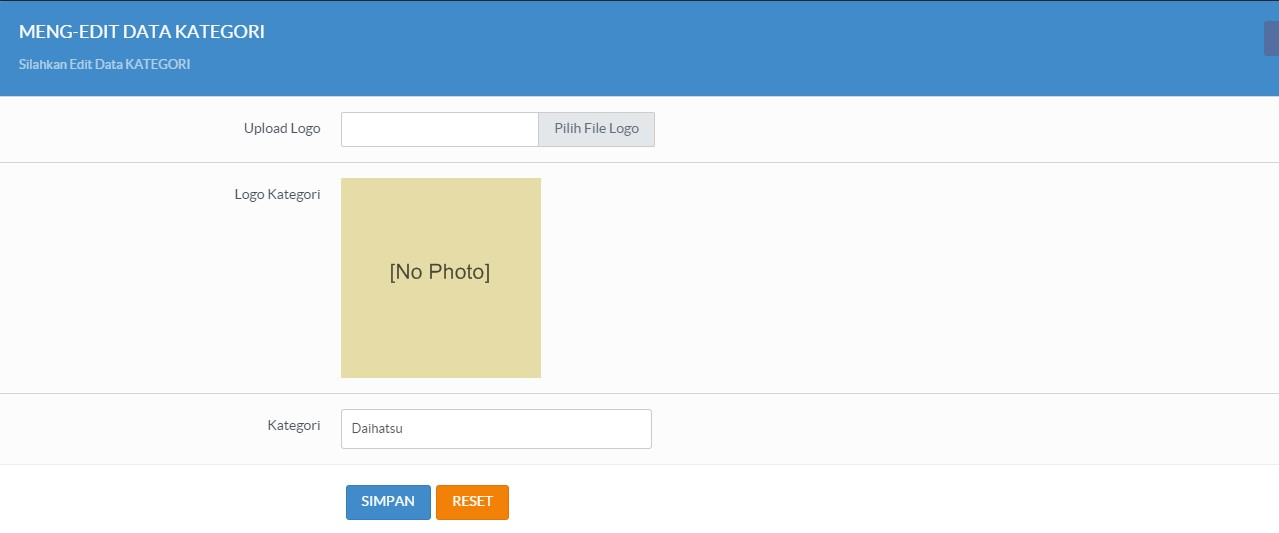 MENG-EDIT DATA KATEGORI
Silahkan Edit Data KATEGORI
Upload Logo
Pilih File Logo
Logo Kategori
[No Photo]
Kategori
Daihatsu
SIMPAN RESET